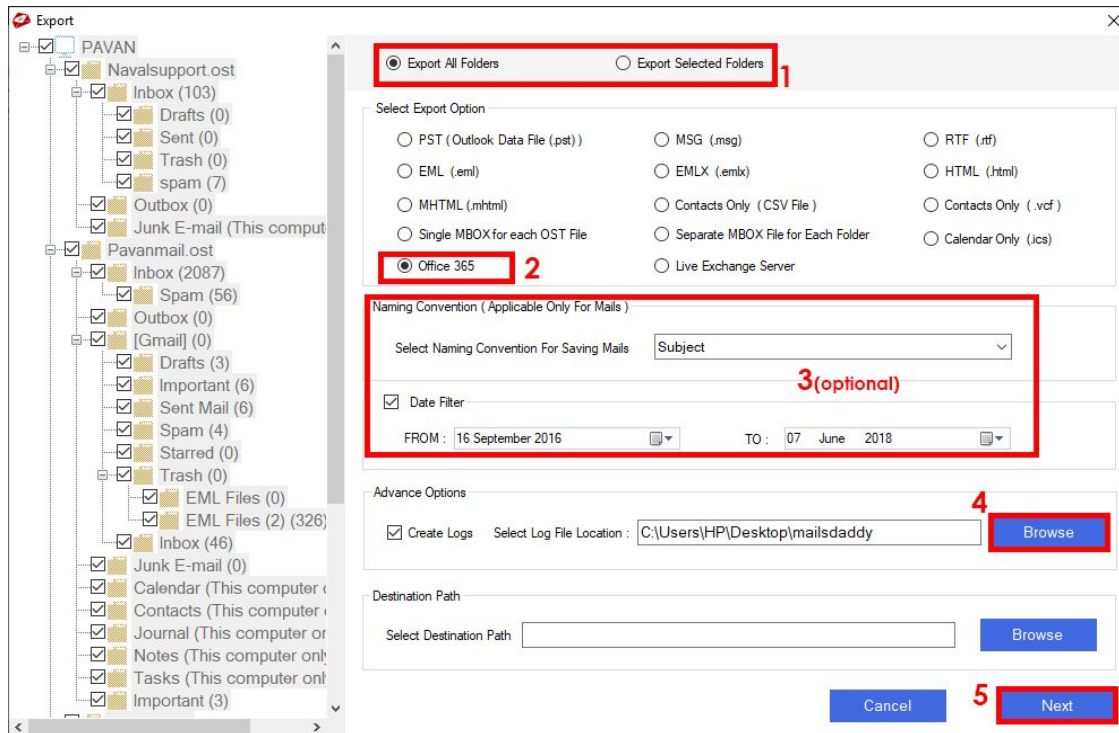 Export
PAVAN
Navalsupport.ost
Inbox (103)
Drafts (0)
Sent (0)
Trash (0)
spam (7)
Outbox (0)
Junk E-mail (This comput
Pavanmail.ost
Inbox (2087)
Spam (56)
Outbox (0)
[Gmail] (0)
Drafts (3)
Important (6)
Sent Mail (6)
Spam (4)
Starred (0)
Trash (0)
EML Files (0)
EML Files (2) (326)
Inbox (46)
Junk E-mail (0)
Calendar (This computer
Contacts (This computer
Journal (This computer or
Notes (This computer only
Tasks (This computer onl
Important (3)
Export All Folders Export Selected Folders 1
Select Export Option
PST ( Outlook Data File (.pst) ) MSG (.msg) RTF (.rtf)
EML (.eml) EMLX (.emlx) HTML (.html)
MHTML (.mhtml) Contacts Only ( CSV File ) Contacts Only ( .vcf )
Single MBOX for each OST File Separate MBOX File for Each Folder Calendar Only (.ics)
Office 365 2 Live Exchange Server
Naming Convention ( Applicable Only For Mails )
Select Naming Convention For Saving Mails Subject
3(optional)
Date Filter
FROM : 16 September 2016 TO : 07 June 2018
Advance Options
4
Create Logs Select Log File Location : C:\Users\HP\Desktop\mailsdaddy Browse
Destination Path
Select Destination Path Browse
Cancel 5 Next